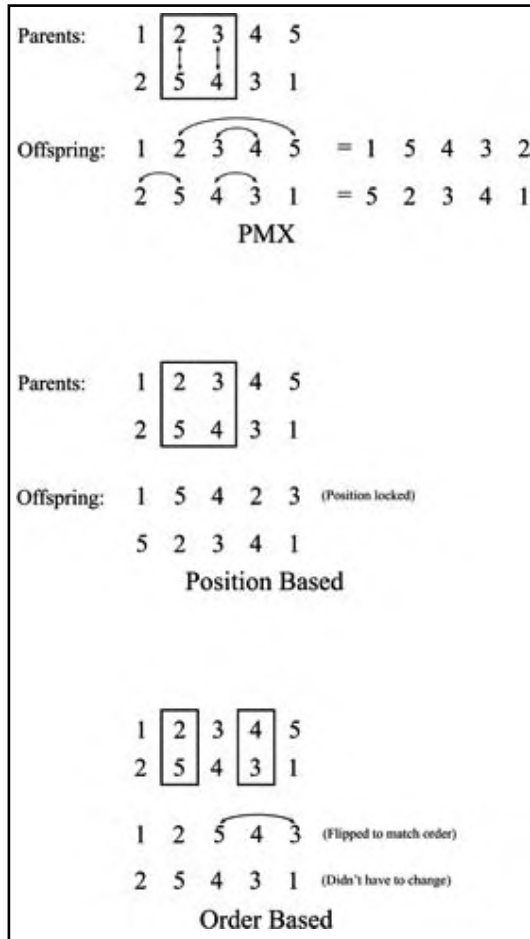 Parents: 1 2 3 4 5
2 5 4 3 1
Offspring: 1 2 3 4 5 = 1 5 4 3 2
2 5 4 3 1 = 5 2 3 4 1
PMX
Parents: 1 2 3 4 5
2 5 4 3 1
Offspring: 1 5 4 2 3 (Position locked)
5 2 3 4 1
Position Based
1 2 3 4 5
2 5 4 3 1
1 2 5 4 3 (Flipped to match order)
2 5 4 3 1 (Didn't have to change)
Order Based